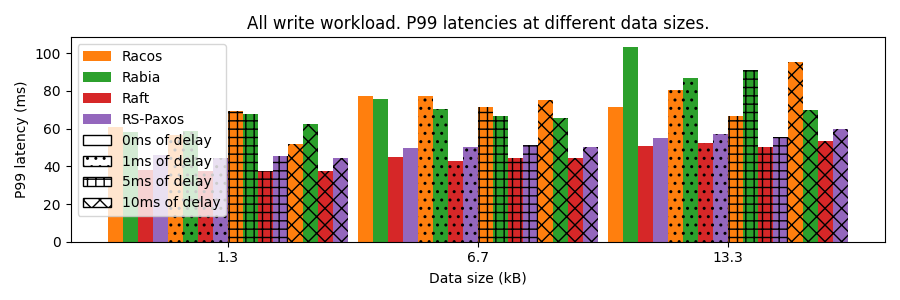 All write workload. P99 latencies at different data sizes.
P99 latency (ms)
100
80
60
40
20
0
Racos
Rabia
Raft
RS-Paxos
0ms of delay
1ms of delay
5ms of delay
10ms of delay
1.3
6.7
13.3
Data size (kB)